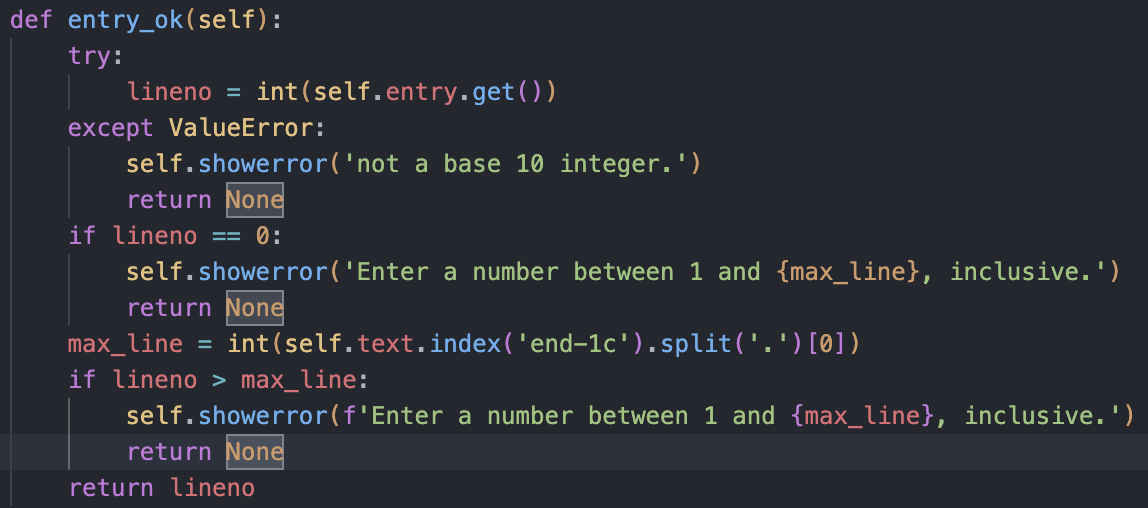 def entry_ok(self):
    try:
        lineno = int(self.entry.get())
    except ValueError:
        self.showerror('not a base 10 integer.')
        return None
    if lineno == 0:
        self.showerror('Enter a number between 1 and {max_line}, inclusive.')
        return None
    max_line = int(self.text.index('end-1c').split('.')[0])
    if lineno > max_line:
        self.showerror(f'Enter a number between 1 and {max_line}, inclusive.')
        return None
    return lineno